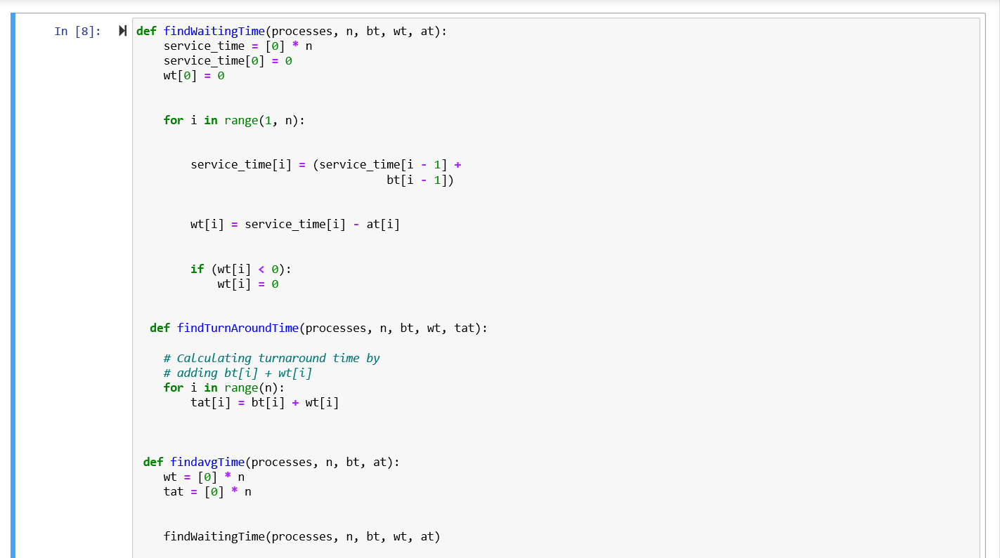 In [8]:
def findWaitingTime(processes, n, bt, wt, at):
    service_time = [0] * n
    service_time[0] = 0
    wt[0] = 0
    for i in range(1, n):
        service_time[i] = (service_time[i - 1] +
                                     bt[i - 1])
        wt[i] = service_time[i] - at[i]
        if (wt[i] < 0):
            wt[i] = 0
  def findTurnAroundTime(processes, n, bt, wt, tat):
    # Calculating turnaround time by
    # adding bt[i] + wt[i]
    for i in range(n):
        tat[i] = bt[i] + wt[i]
 def findavgTime(processes, n, bt, at):
    wt = [0] * n
    tat = [0] * n
    findWaitingTime(processes, n, bt, wt, at)